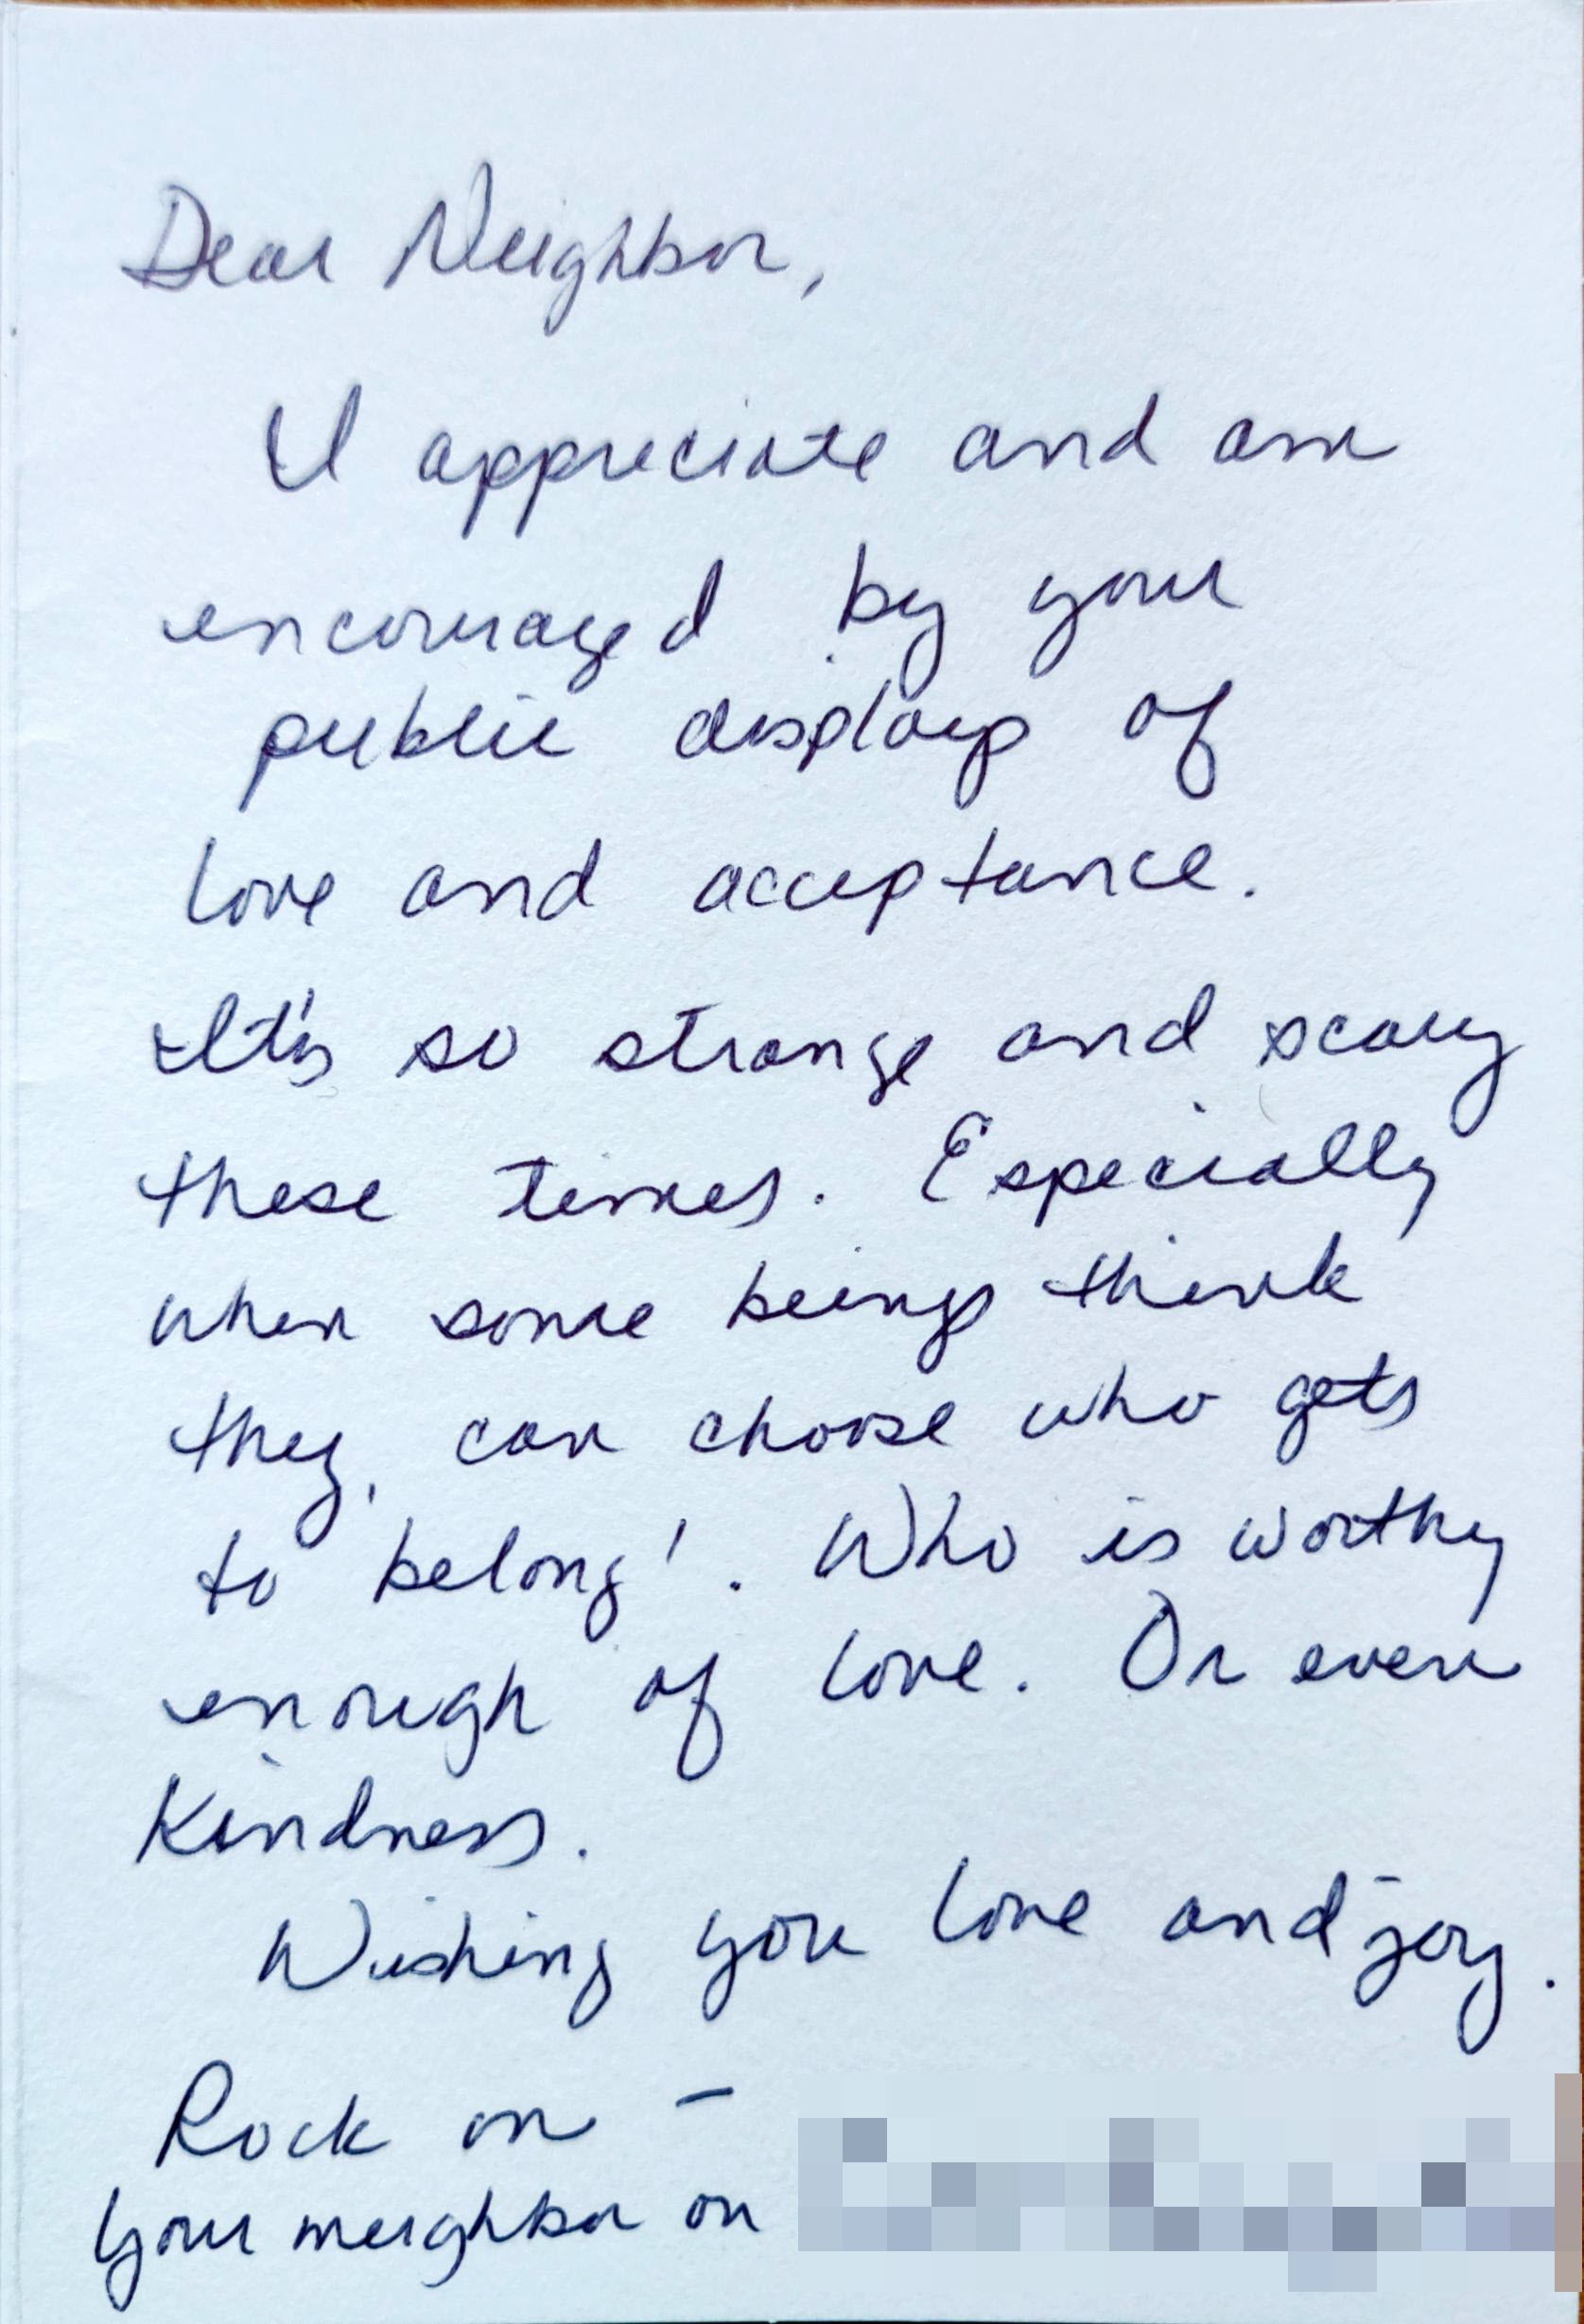 Dear Neighbor,
I appreciate and am
encouraged by your
public displays of
love and acceptance.
It's so strange and scary
these times. Especially
when some beings think
they can choose who gets
to 'belong'. Who is worthy
enough of love. Or even
Kindness.
Wishing you love and joy.
Rock on –
Your neighbor on